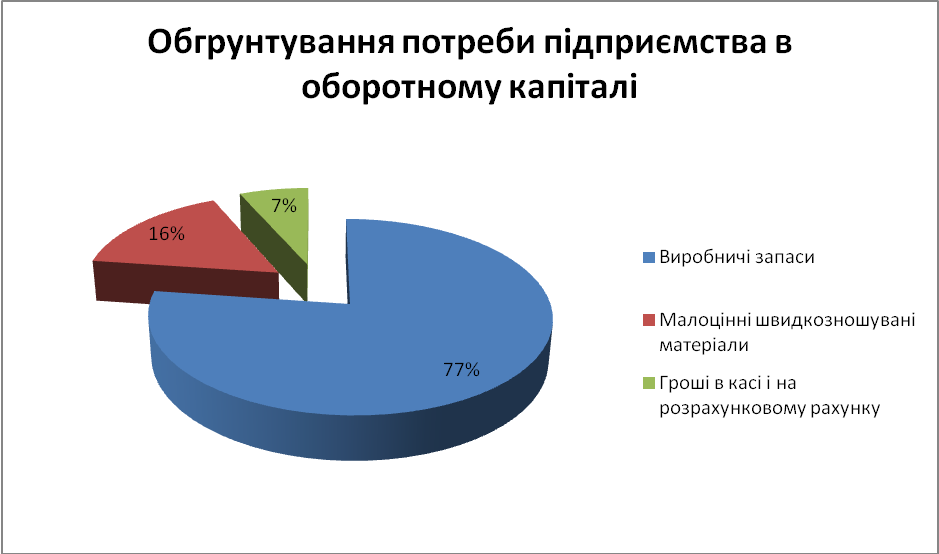 Обгрунтування потреби підприємства в
оборотному капіталі
7%
16%
77%
Виробничі запаси
Малоцінні швидкозношувані
матеріали
Гроші в касі і на
розрахунковому рахунку